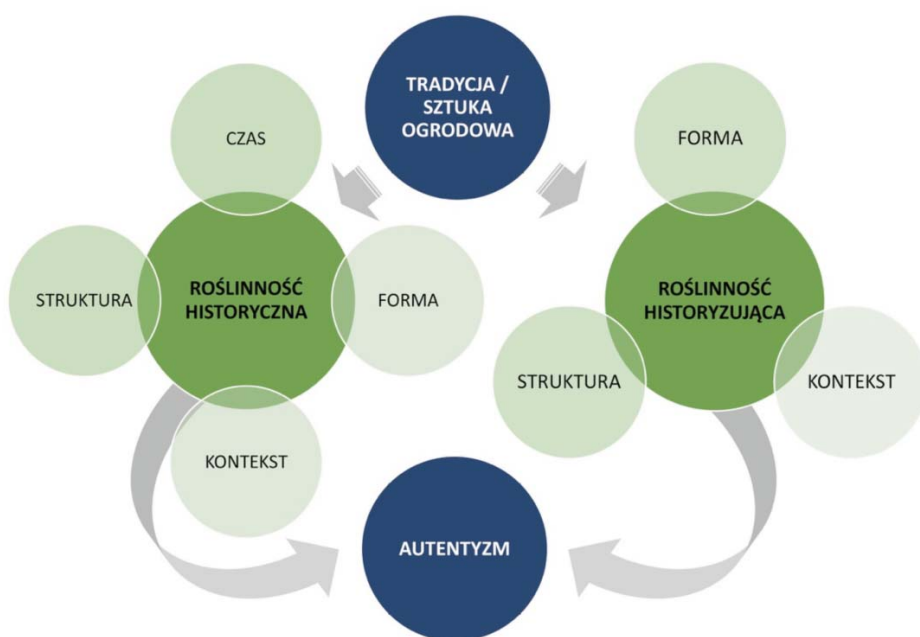 TRADYCJA /
SZTUKA
OGRODOWA
CZAS
STRUKTURA
ROŚLINNOŚĆ
HISTORYCZNA
FORMA
KONTEKST
FORMA
ROŚLINNOŚĆ
HISTORYZUJĄCA
STRUKTURA
KONTEKST
AUTENTYZM